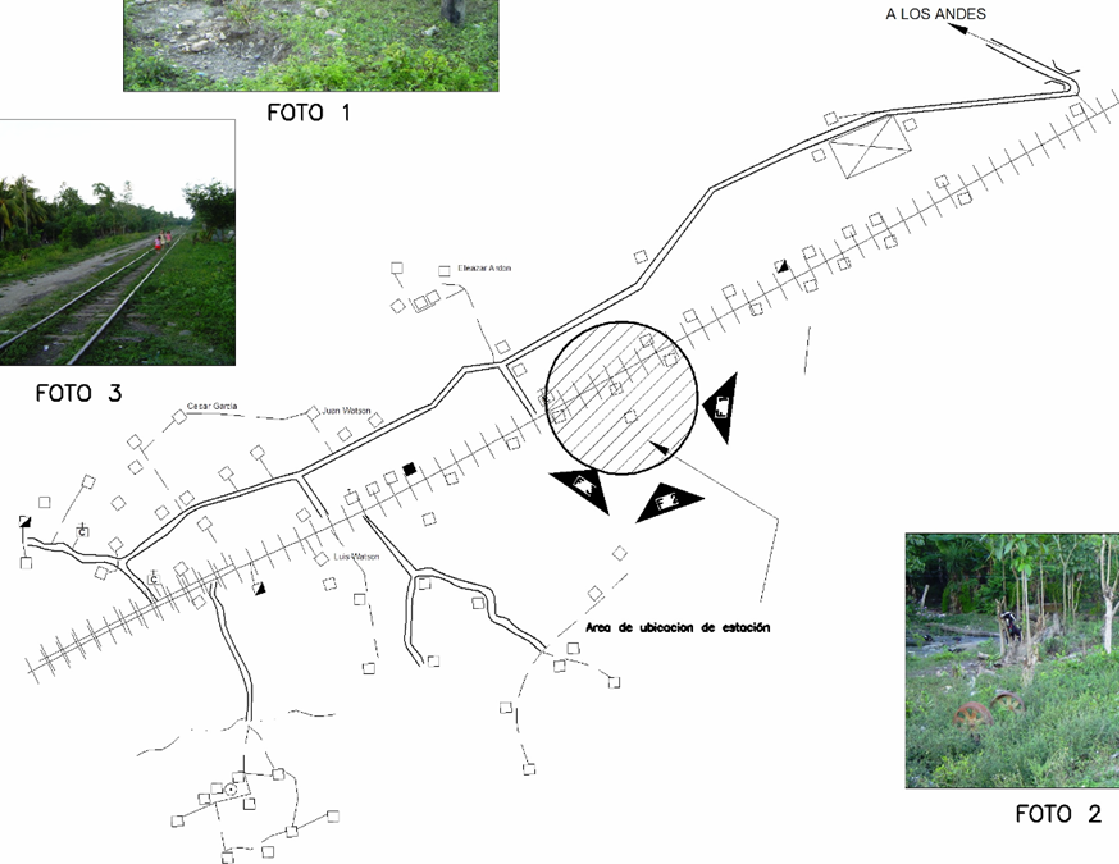 A LOS ANDES
FOTO 1
FOTO 3
Eleazar Ardon
Cesar García
Juan Watson
Luis Watson
Area de ubicacion de estación
FOTO 2